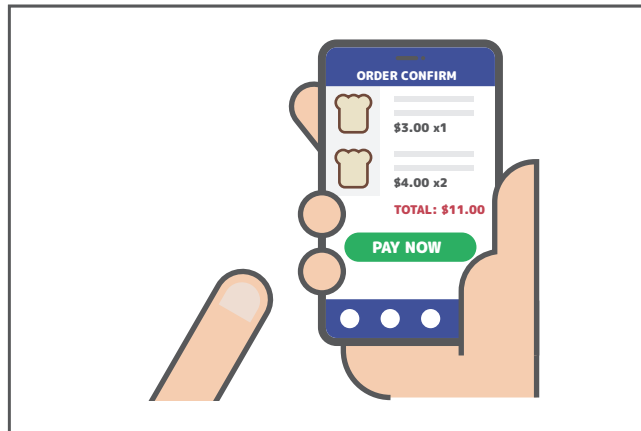 ORDER CONFIRM
$3.00 x1
$4.00 x2
TOTAL: $11.00
PAY NOW